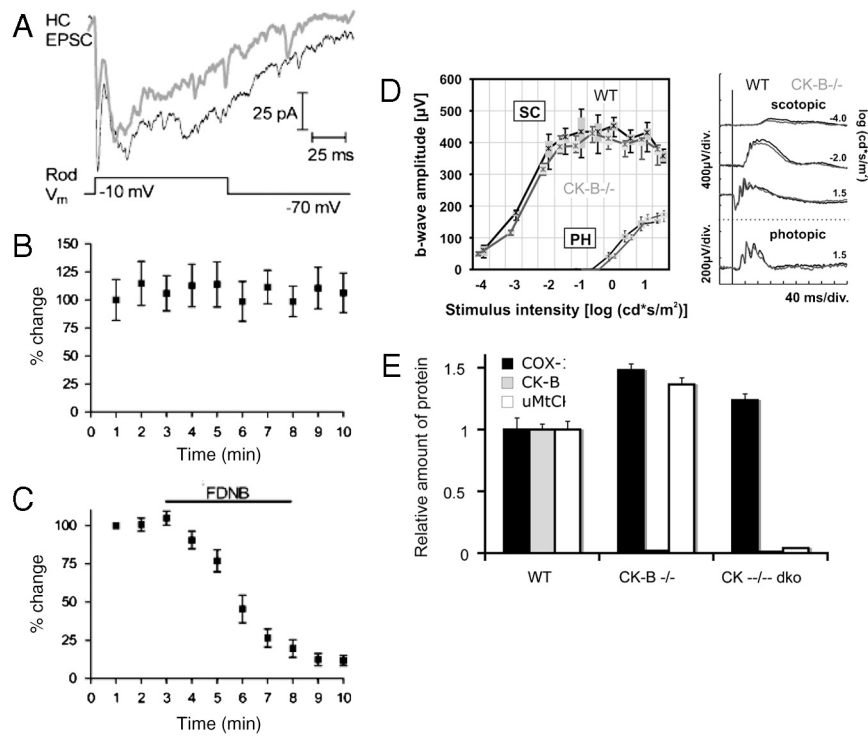 A
HC
EPSC
25 pA
25 ms
Rod
Vm
-10 mV
-70 mV
B
% change
150
125
100
75
50
25
0
0 1 2 3 4 5 6 7 8 9 10
Time (min)
C
FDNB
% change
100
75
50
25
0
0 1 2 3 4 5 6 7 8 9 10
Time (min)
D
b-wave amplitude [µV]
600
500
400
300
200
100
0
SC
WT
CK-B-/-
PH
-4 -3 -2 -1 0 1
Stimulus intensity [log (cd*s/m²)]
WT CK-B-/-
scotopic
-4.0
-2.0
1.5
photopic
1.5
log (cd*s/m²)
400µV/div.
200µV/div.
40 ms/div.
E
Relative amount of protein
1.5
1
0.5
0
COX-
CK-B
uMtCk
WT CK-B -/- CK --/-- dko